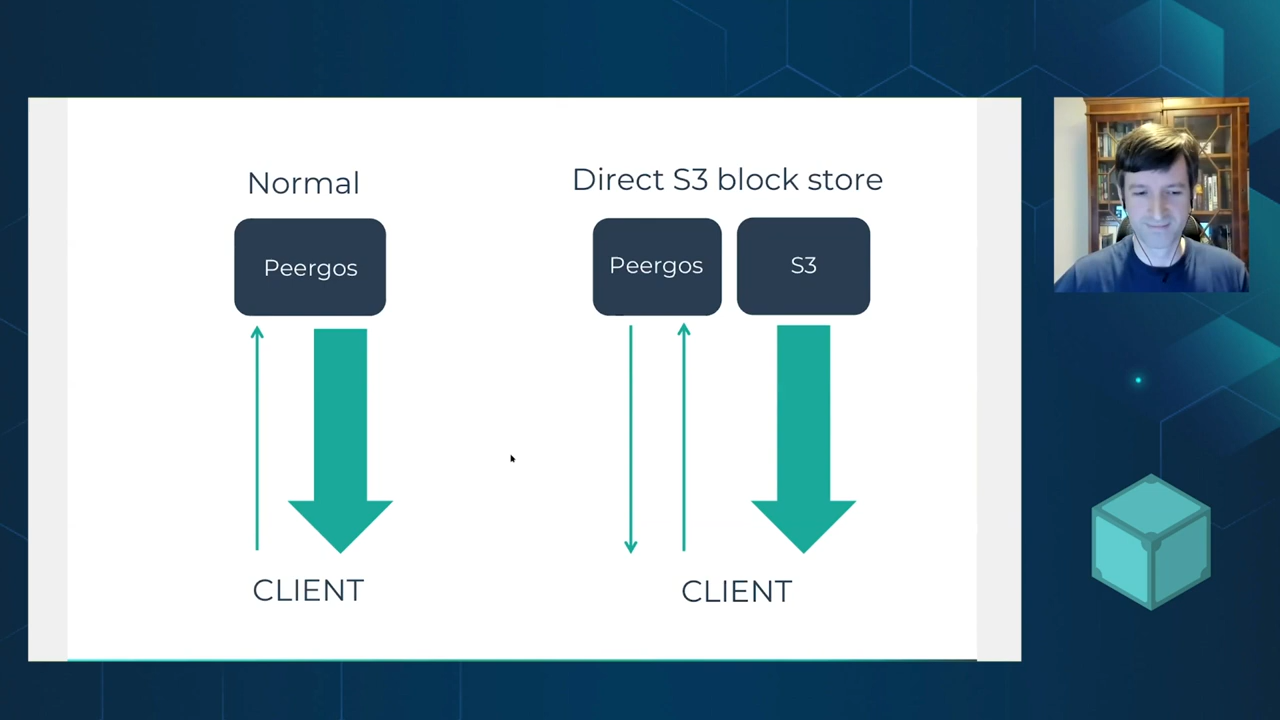 Normal
Direct S3 block store
Peergos
Peergos
S3
CLIENT
CLIENT